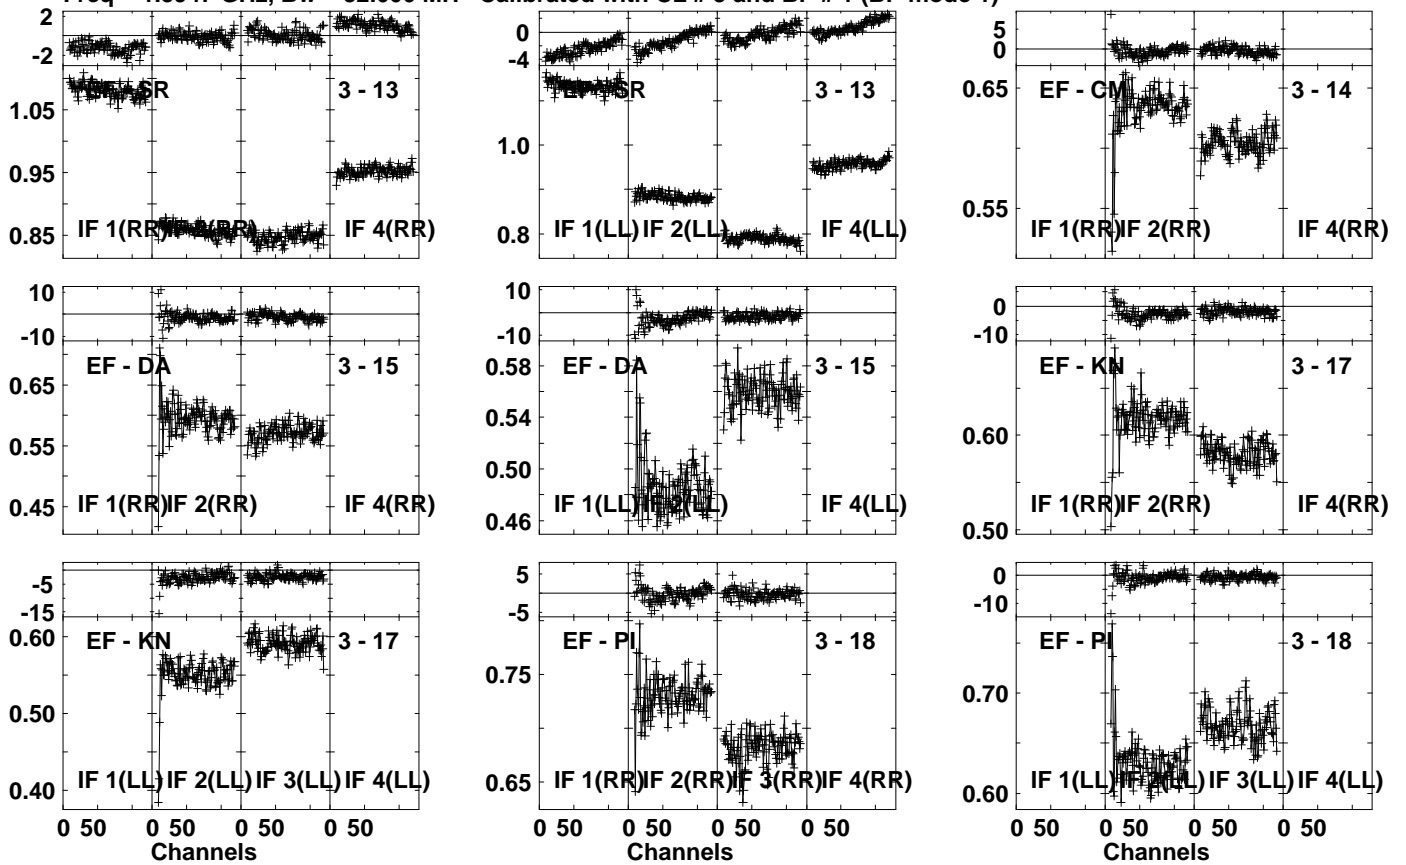 2
0
-2
EF - SR
3 - 13
1.05
0.95
0.85
IF 1(RR)
IF 4(RR)
0
-4
EF - SR
3 - 13
1.0
0.8
IF 1(LL) IF 2(LL)
IF 4(LL)
5
0
EF - CM
3 - 14
0.65
0.55
IF 1(RR) IF 2(RR)
IF 4(RR)
10
-10
EF - DA
3 - 15
0.65
0.55
0.45
IF 1(RR) IF 2(RR)
IF 4(RR)
10
-10
EF - DA
3 - 15
0.58
0.54
0.50
0.46
IF 1(LL) IF 2(LL)
IF 4(LL)
0
-10
EF - KN
3 - 17
0.60
0.50
IF 1(RR) IF 2(RR)
IF 4(RR)
-5
-15
EF - KN
3 - 17
0.60
0.50
0.40
IF 1(LL) IF 2(LL) IF 3(LL) IF 4(LL)
0 50 0 50 0 50 0 50
Channels
5
-5
EF - PI
3 - 18
0.75
0.65
IF 1(RR) IF 2(RR) IF 3(RR) IF 4(RR)
0 50 0 50 0 50 0 50
Channels
0
-10
EF - PI
3 - 18
0.70
0.60
IF 1(LL) IF 2(LL) IF 3(LL) IF 4(LL)
0 50 0 50 0 50 0 50
Channels